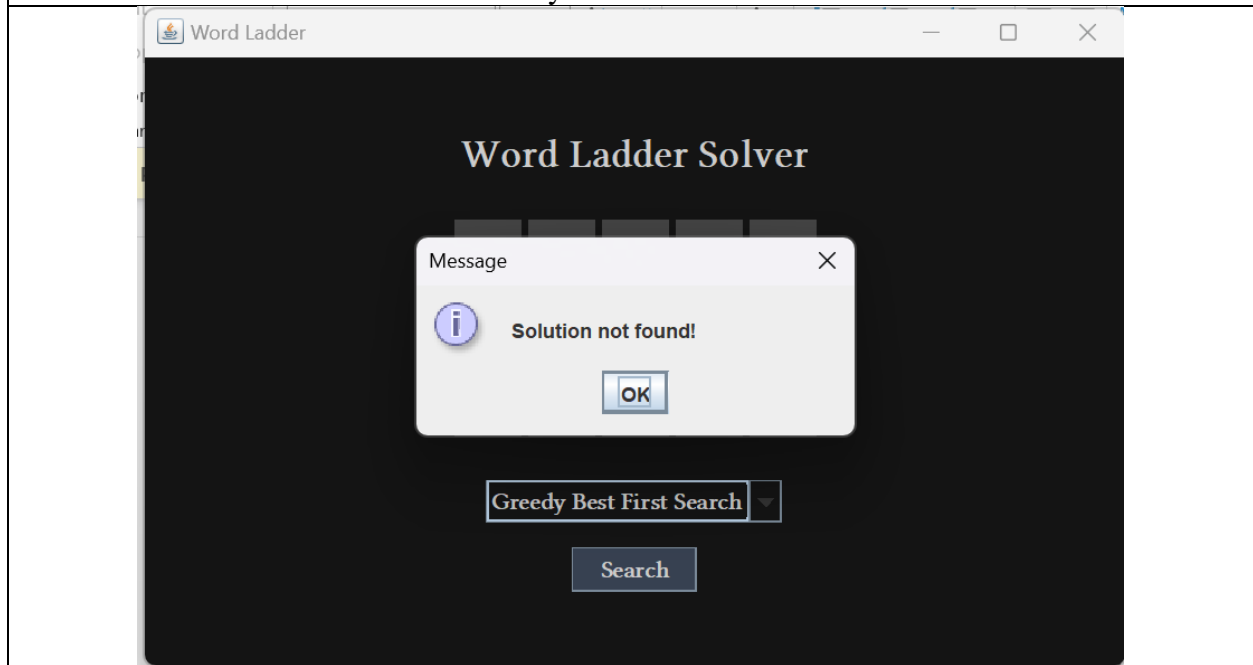 Word Ladder
Word Ladder Solver
Message
Solution not found!
OK
Greedy Best First Search
Search